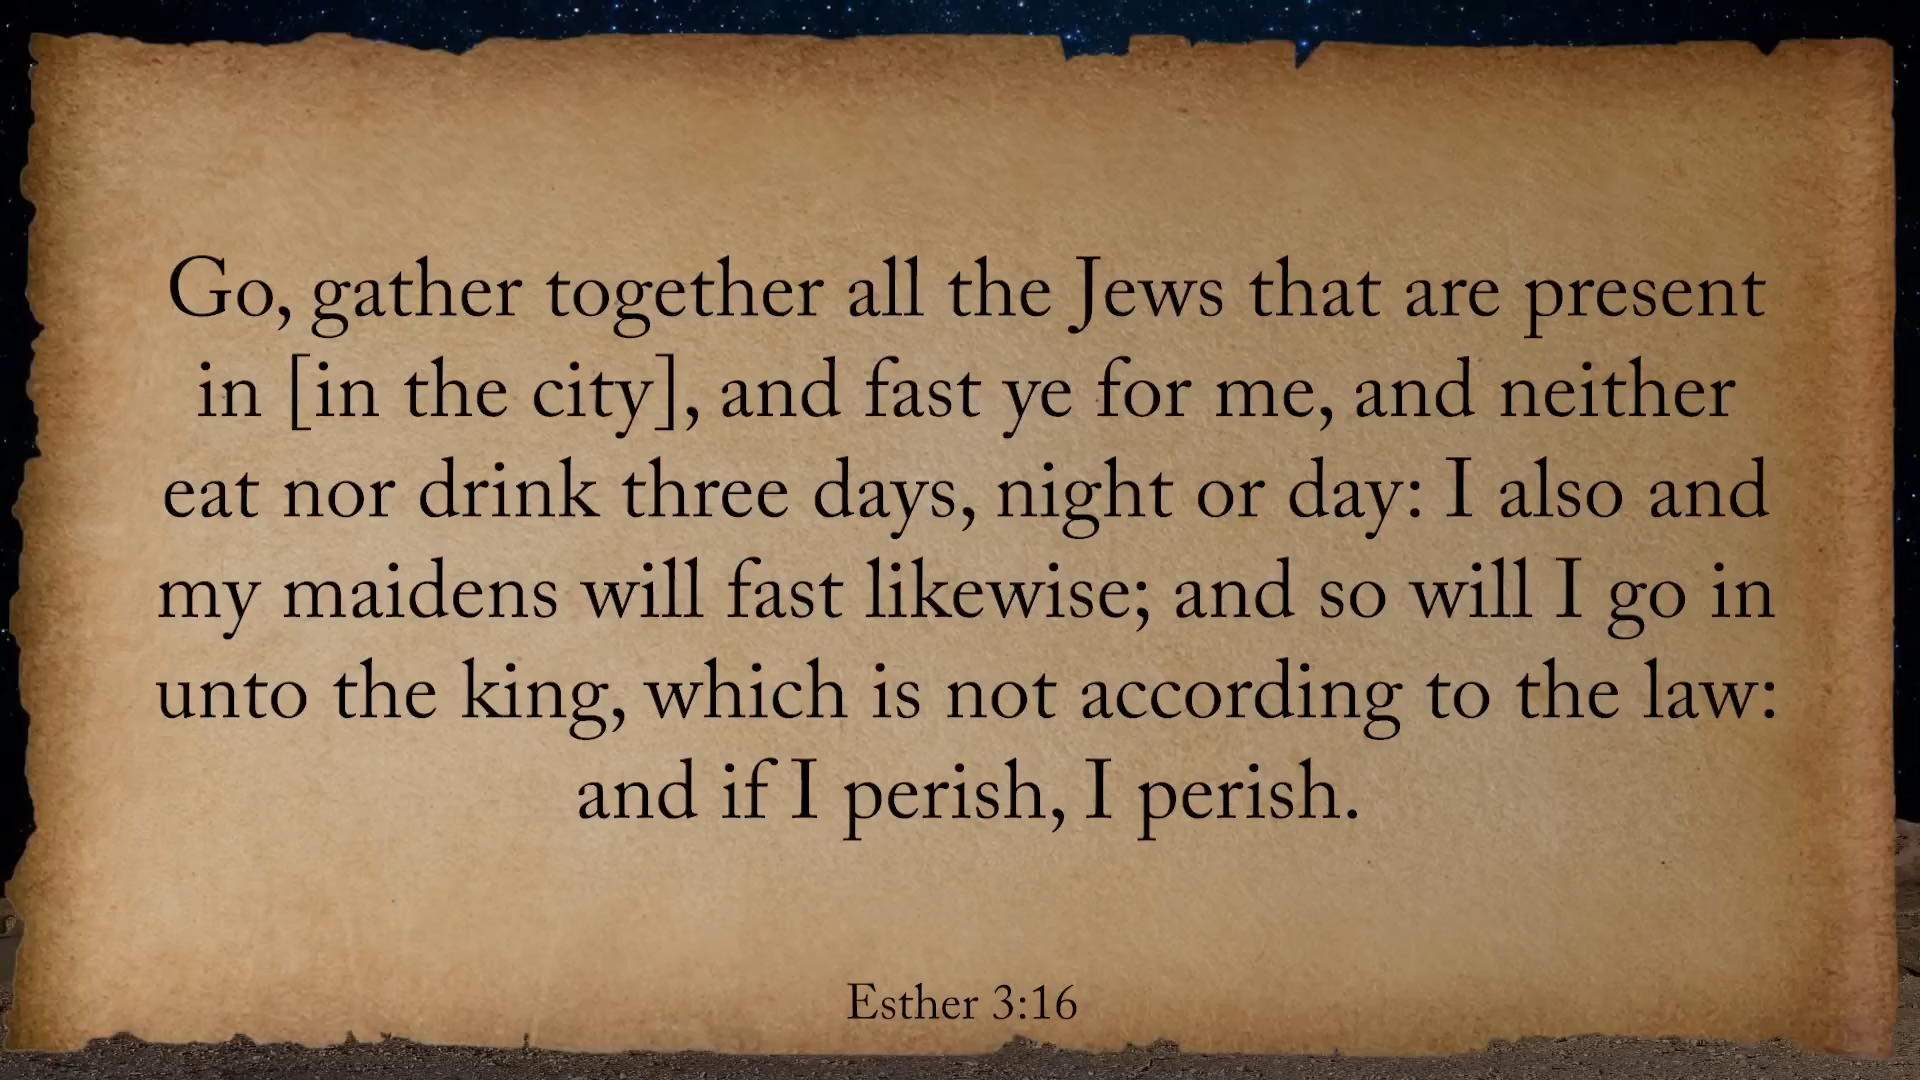 Go, gather together all the Jews that are present
in [in the city], and fast ye for me, and neither
eat nor drink three days, night or day: I also and
my maidens will fast likewise; and so will I go in
unto the king, which is not according to the law:
and if I perish, I perish.
Esther 3:16